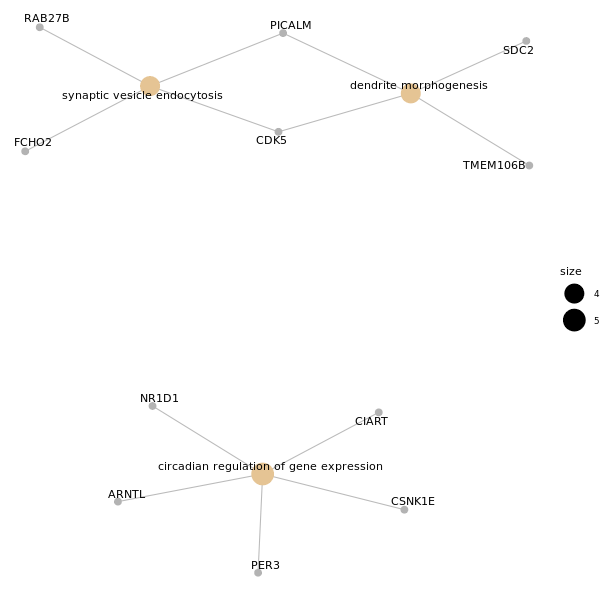 RAB27B
PICALM
SDC2
dendrite morphogenesis
synaptic vesicle endocytosis
CDK5
FCHO2
TMEM106B
size
4
5
NR1D1
CIART
circadian regulation of gene expression
ARNTL
CSNK1E
PER3